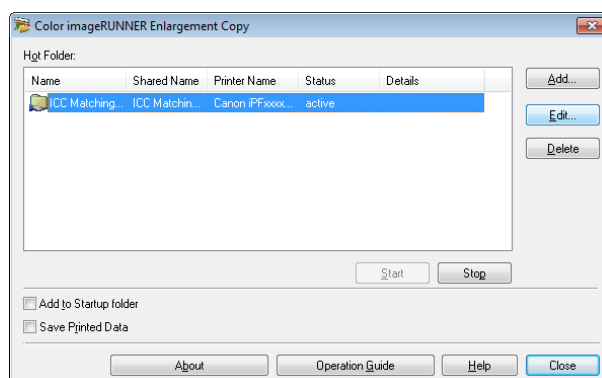 Color imageRUNNER Enlargement Copy
Hot Folder:
Name Shared Name Printer Name Status Details
ICC Matching... ICC Matchin... Canon iPFxxxx... active
Add...
Edit...
Delete
Start Stop
Add to Startup folder
Save Printed Data
About Operation Guide Help Close